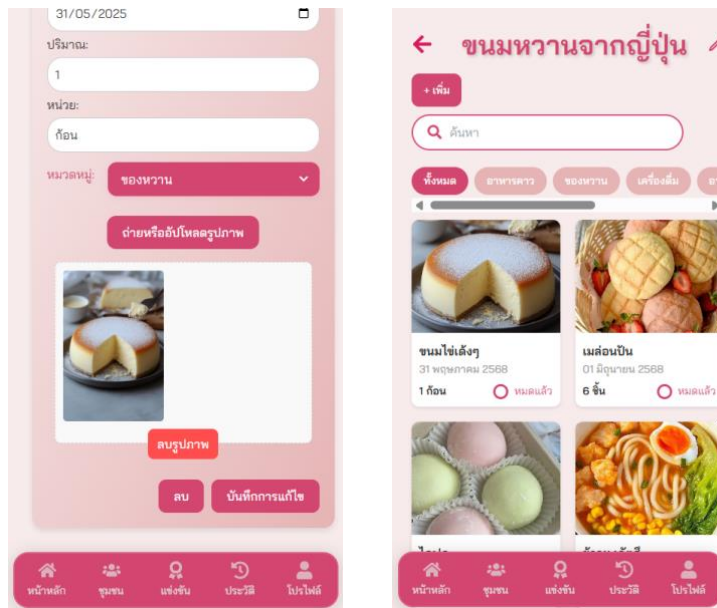 31/05/2025
ปริมาณ:
1
หน่วย:
ก้อน
หมวดหมู่:
ของหวาน
ถ่ายหรืออัปโหลดรูปภาพ
ลบรูปภาพ
ลบ
บันทึกการแก้ไข
หน้าหลัก ชุมชน แข่งขัน ประวัติ โปรไฟล์
ขนมหวานจากญี่ปุ่น
+ เพิ่ม
ค้นหา
ทั้งหมด อาหารคาว ของหวาน เครื่องดื่ม
ขนมไข่เด้งๆ
31 พฤษภาคม 2568
1 ก้อน หมดแล้ว
เมล่อนปัน
01 มิถุนายน 2568
6 ชิ้น หมดแล้ว
หน้าหลัก ชุมชน แข่งขัน ประวัติ โปรไฟล์